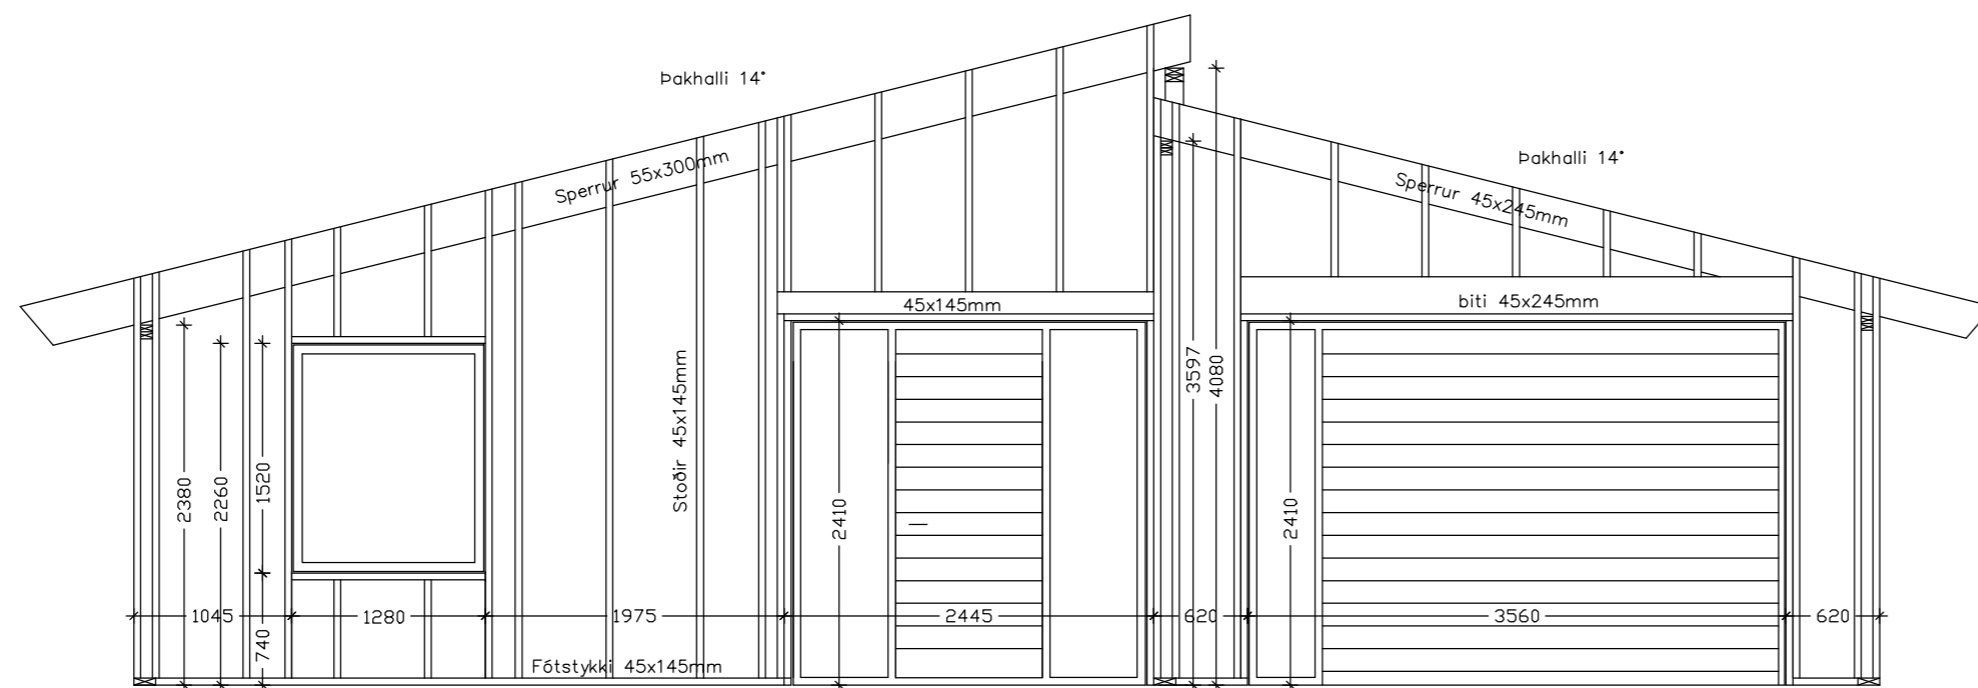 Þakhalli 14°
Sperrur 55x300mm
Þakhalli 14°
Sperrur 45x245mm
45x145mm
biti 45x245mm
Stoðir 45x145mm
2380
2260
1520
740
2410
3597
4080
2410
1045
1280
1975
2445
620
3560
620
Fótstykki 45x145mm